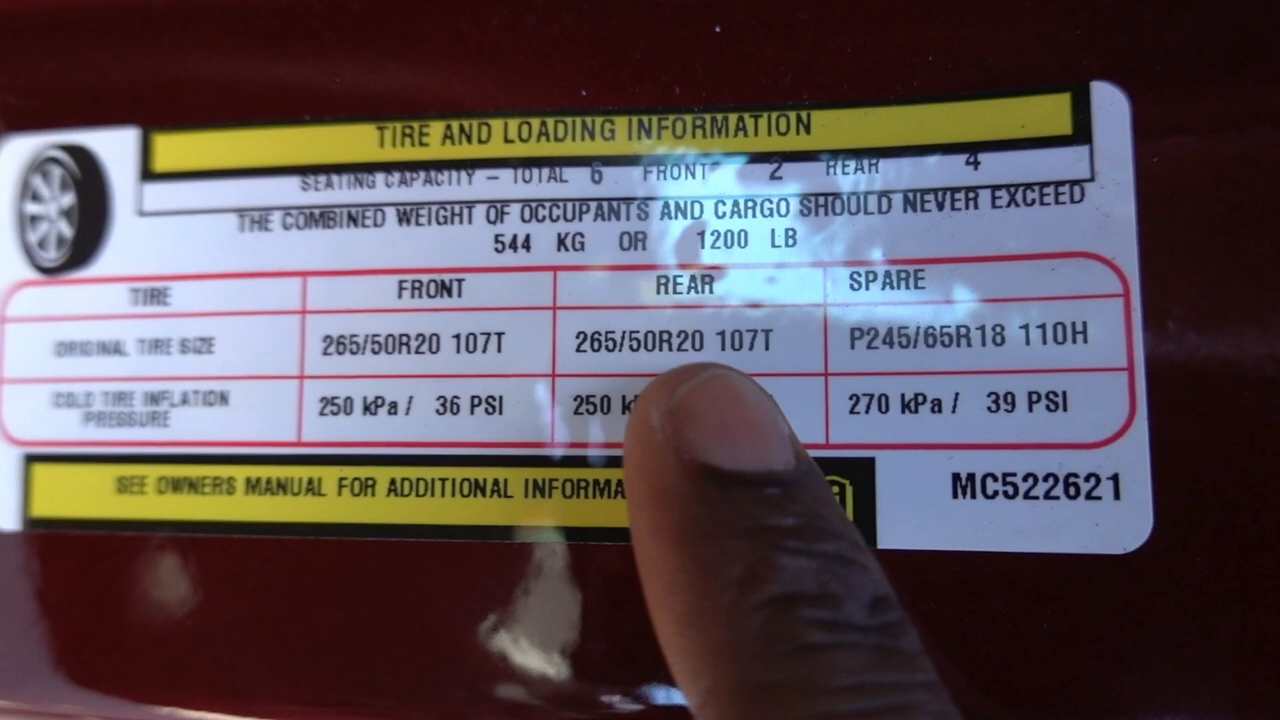 TIRE AND LOADING INFORMATION
SEATING CAPACITY – TOTAL 6 FRONT 2 REAR 4
THE COMBINED WEIGHT OF OCCUPANTS AND CARGO SHOULD NEVER EXCEED
544 KG OR 1200 LB
TIRE FRONT REAR SPARE
ORIGINAL TIRE SIZE 265/50R20 107T 265/50R20 107T P245/65R18 110H
COLD TIRE INFLATION PRESSURE 250 kPa / 36 PSI 250 270 kPa / 39 PSI
SEE OWNERS MANUAL FOR ADDITIONAL
MC522621